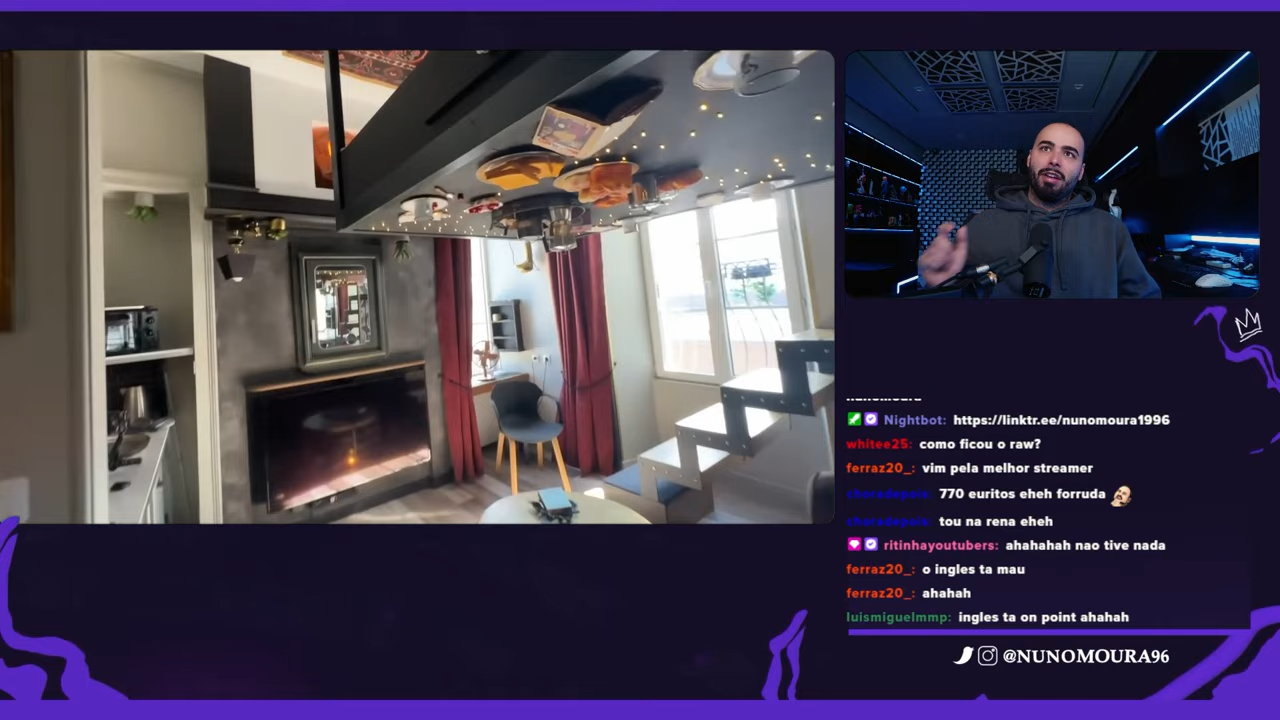 Nightbot: https://linktr.ee/nunomoura1996
whitee25: como ficou o raw?
ferraz20_: vim pela melhor streamer
770 euritos eheh forruda
tou na rena eheh
ritinhayoutubers: ahahahah nao tive nada
ferraz20_: o ingles ta mau
ferraz20_: ahahah
luismiguelmmp: ingles ta on point ahahah
@NUNOMOURA96